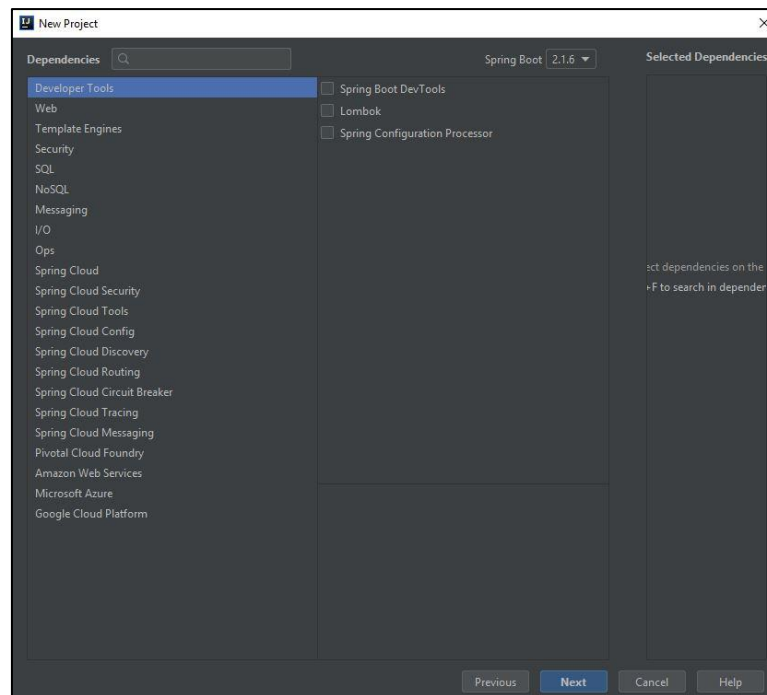 New Project
Dependencies
Spring Boot 2.1.6
Selected Dependencies
Developer Tools
Web
Template Engines
Security
SQL
NoSQL
Messaging
I/O
Ops
Spring Cloud
Spring Cloud Security
Spring Cloud Tools
Spring Cloud Config
Spring Cloud Discovery
Spring Cloud Routing
Spring Cloud Circuit Breaker
Spring Cloud Tracing
Spring Cloud Messaging
Pivotal Cloud Foundry
Amazon Web Services
Microsoft Azure
Google Cloud Platform
Spring Boot DevTools
Lombok
Spring Configuration Processor
ect dependencies on the
+F to search in depender
Previous
Next
Cancel
Help